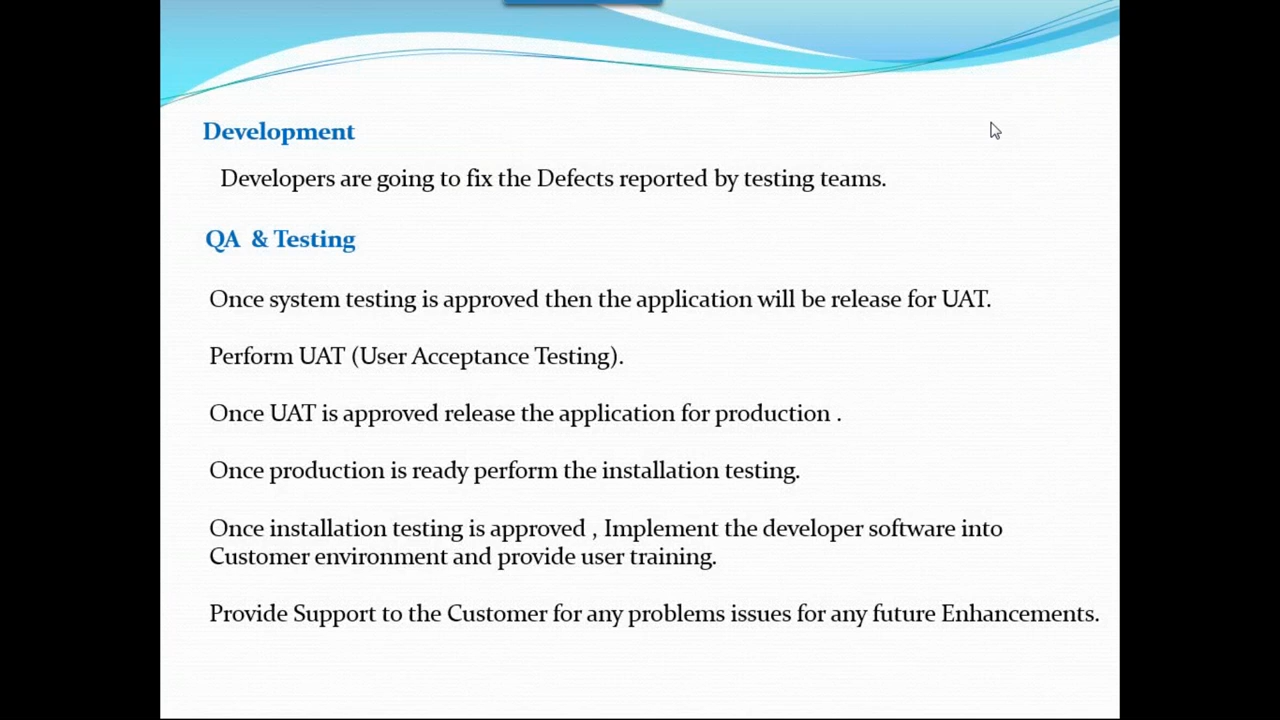 Development
Developers are going to fix the Defects reported by testing teams.
QA & Testing
Once system testing is approved then the application will be release for UAT.
Perform UAT (User Acceptance Testing).
Once UAT is approved release the application for production .
Once production is ready perform the installation testing.
Once installation testing is approved , Implement the developer software into
Customer environment and provide user training.
Provide Support to the Customer for any problems issues for any future Enhancements.